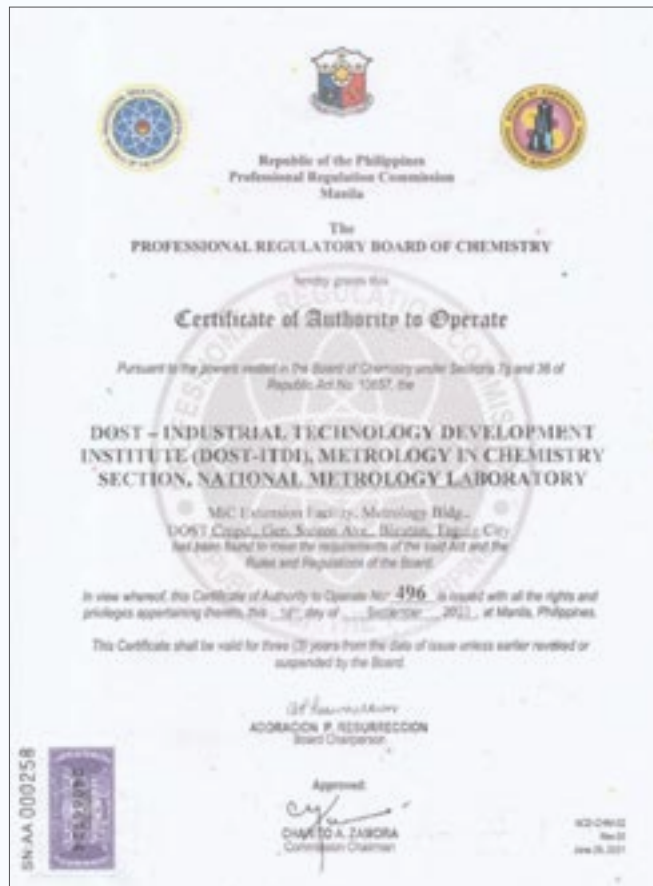 Republic of the Philippines
Professional Regulation Commission
Manila
The
PROFESSIONAL REGULATORY BOARD OF CHEMISTRY
hereby grants this
Certificate of Authority to Operate
Pursuant to the powers vested in the Board of Chemistry under Sections and 36 of
Republic Act No. 10657, the
DOST – INDUSTRIAL TECHNOLOGY DEVELOPMENT
INSTITUTE (DOST-ITDI), METROLOGY IN CHEMISTRY
SECTION, NATIONAL METROLOGY LABORATORY
MiC Extension Facility, Metrology Bldg.,
DOST Cmpd., Gen. Santos Ave., Bicutan, Taguig City
has been found to meet the requirements of the said Act and the
Rules and Regulations of the Board.
In view whereof, this Certificate of Authority to Operate No. 496 is issued with all the rights and
privileges appertaining thereto, this day of September at Manila, Philippines.
This Certificate shall be valid for three (3) years from the date of issue unless earlier revoked or
suspended by the Board.
ADORACION P. RESURRECCION
Board Chairperson
Approved:
CHARITO A. ZAMORA
Commission Chairman
SN-AA 000258